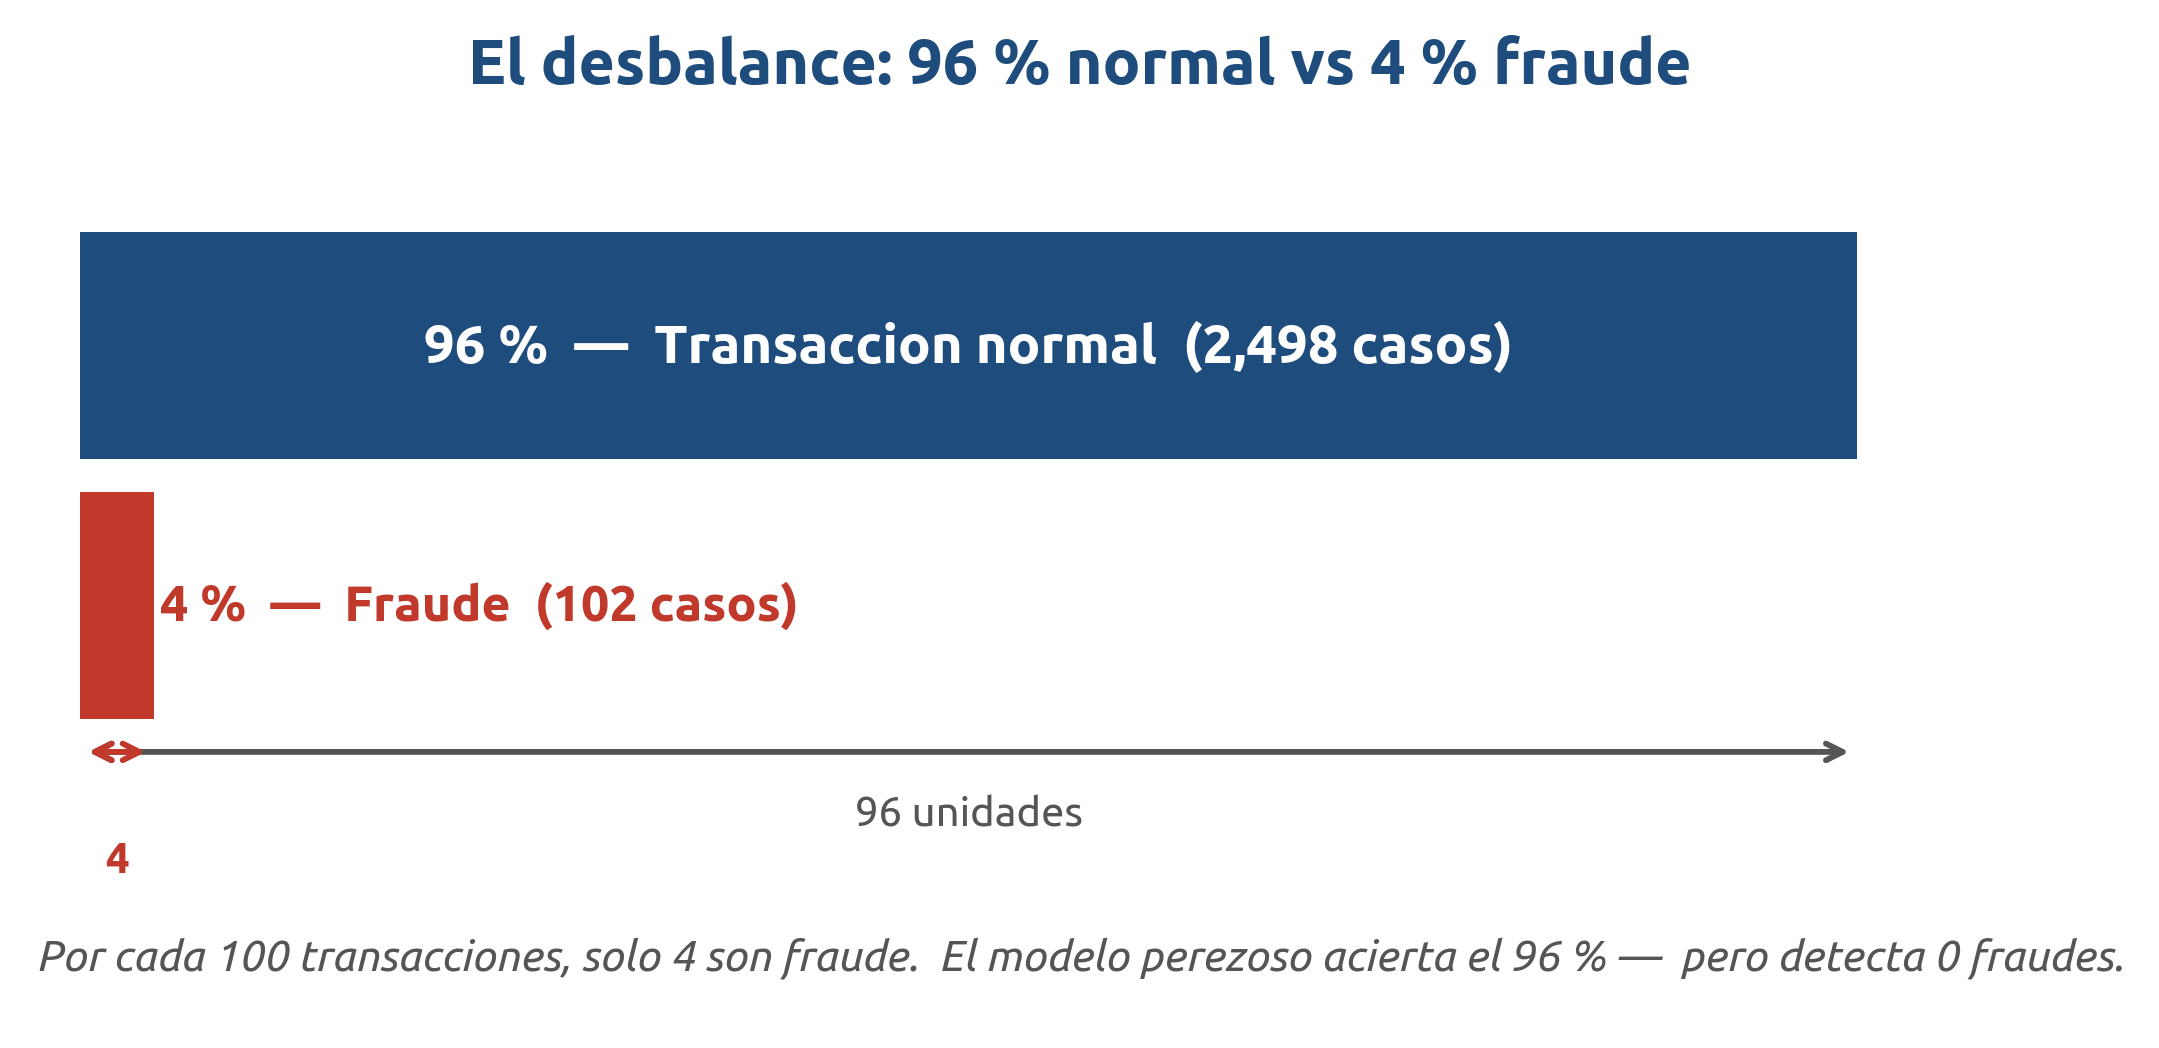 El desbalance: 96 % normal vs 4 % fraude
96 % — Transaccion normal (2,498 casos)
4 % — Fraude (102 casos)
96 unidades
4
Por cada 100 transacciones, solo 4 son fraude. El modelo perezoso acierta el 96 % — pero detecta 0 fraudes.